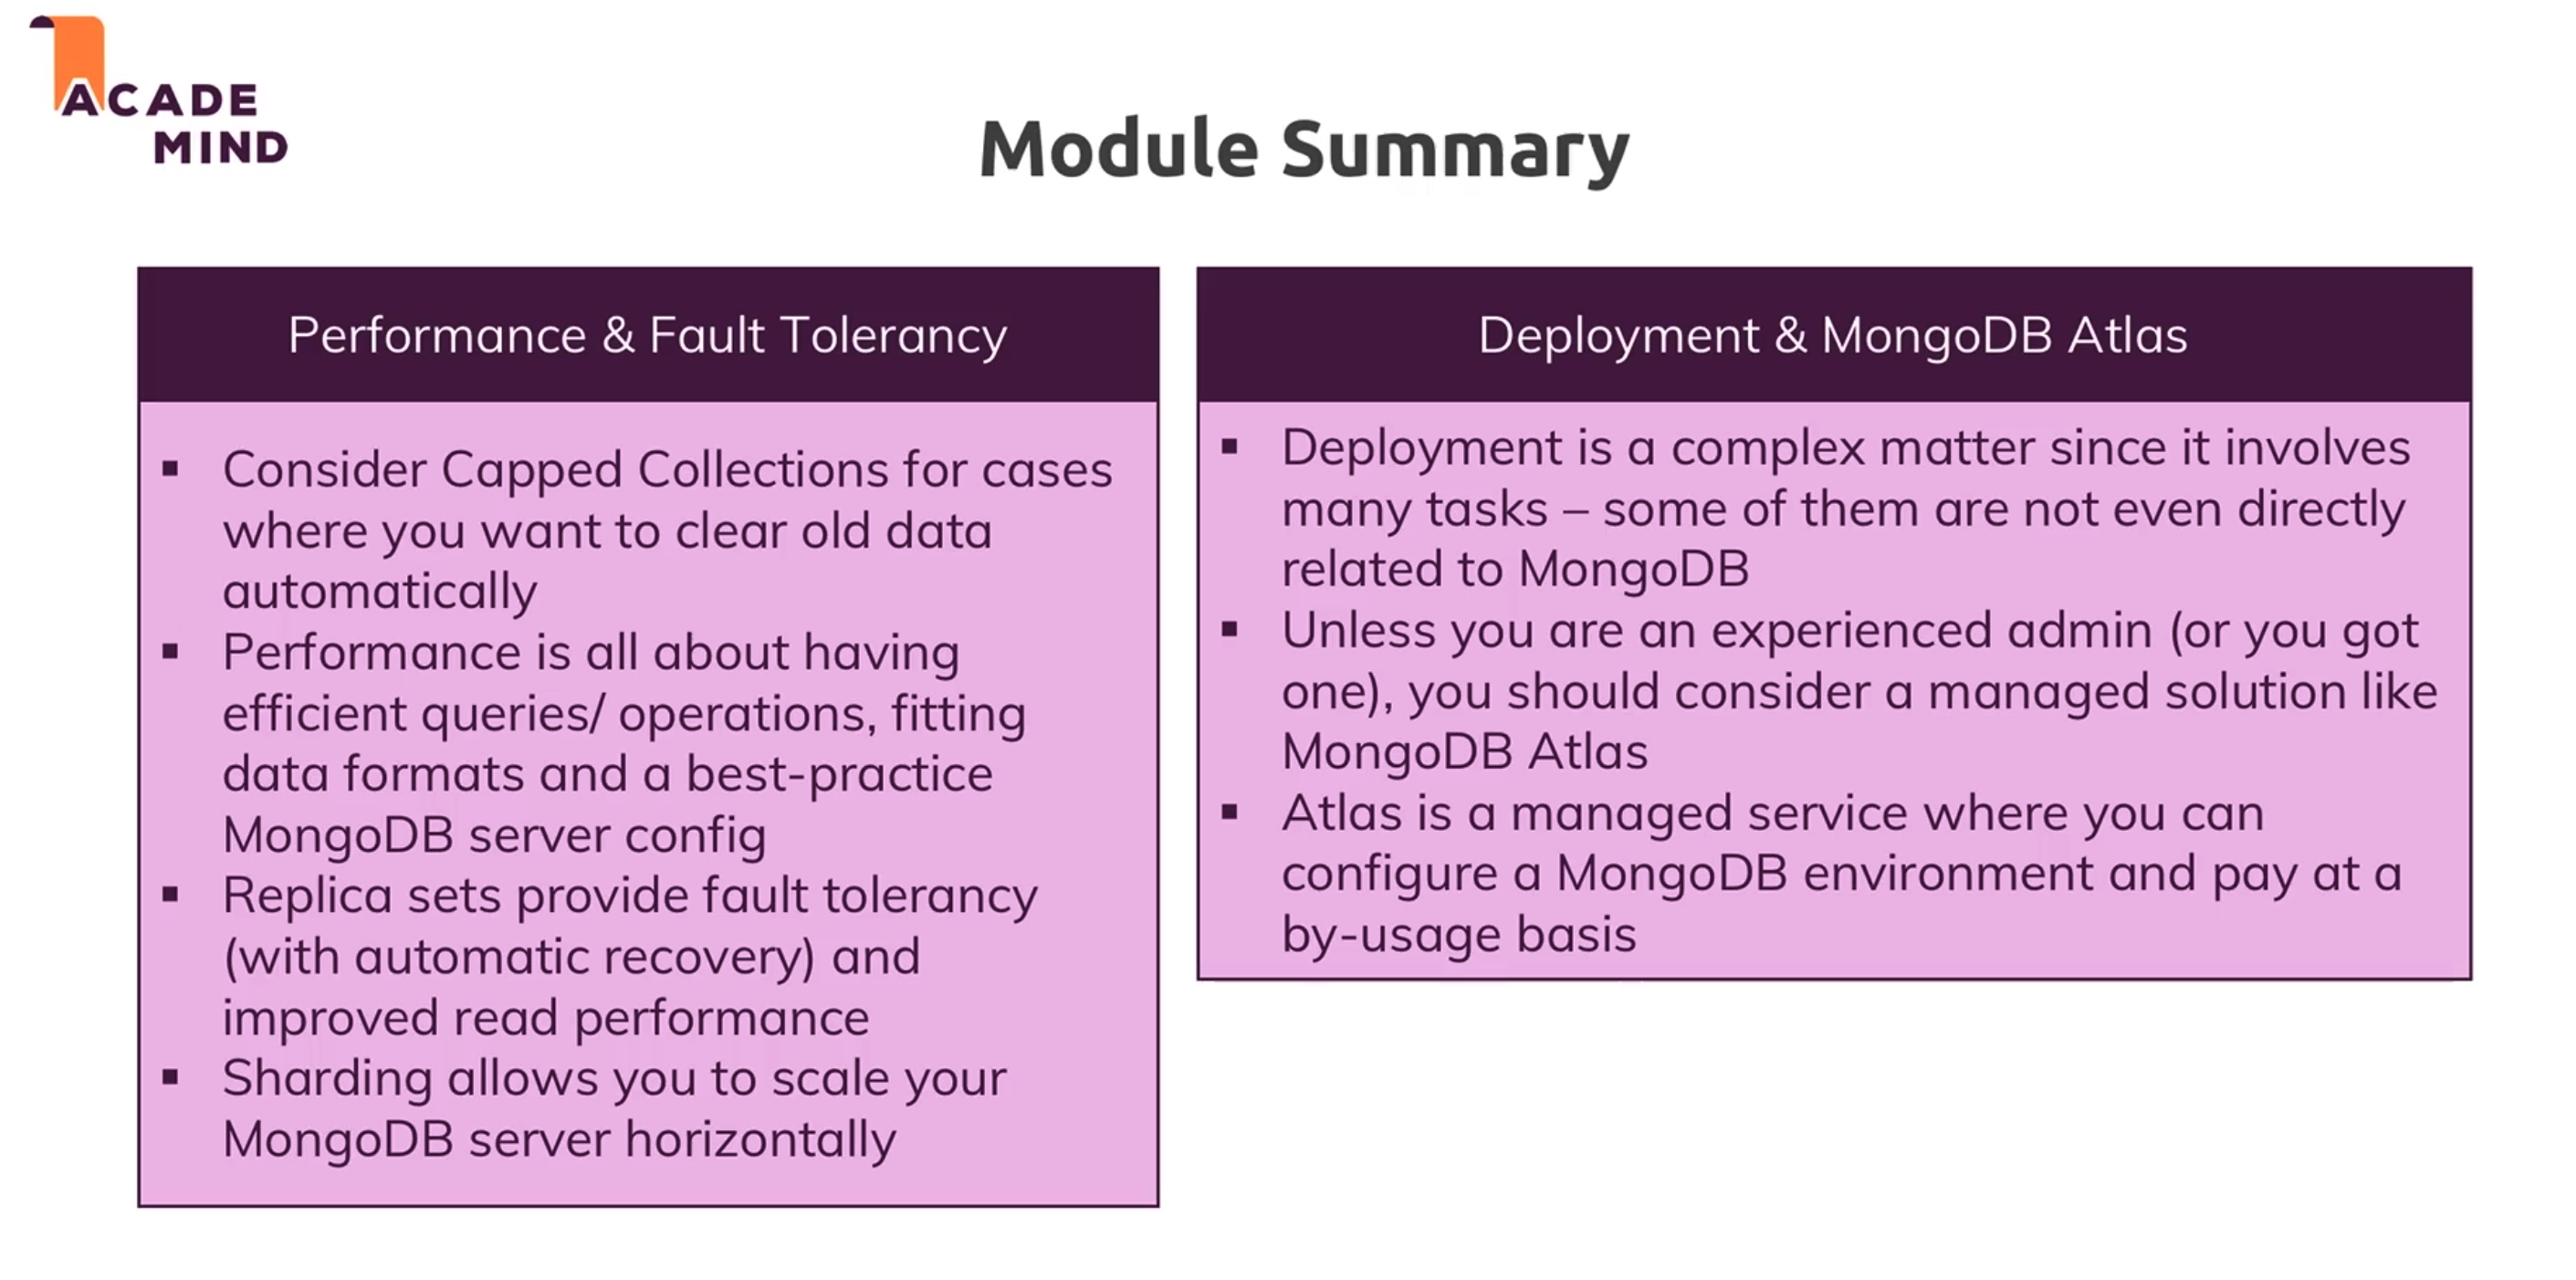 ACADE
MIND
Module Summary
Performance & Fault Tolerancy
▪ Consider Capped Collections for cases
where you want to clear old data
automatically
▪ Performance is all about having
efficient queries/ operations, fitting
data formats and a best-practice
MongoDB server config
▪ Replica sets provide fault tolerancy
(with automatic recovery) and
improved read performance
▪ Sharding allows you to scale your
MongoDB server horizontally
Deployment & MongoDB Atlas
▪ Deployment is a complex matter since it involves
many tasks – some of them are not even directly
related to MongoDB
▪ Unless you are an experienced admin (or you got
one), you should consider a managed solution like
MongoDB Atlas
▪ Atlas is a managed service where you can
configure a MongoDB environment and pay at a
by-usage basis